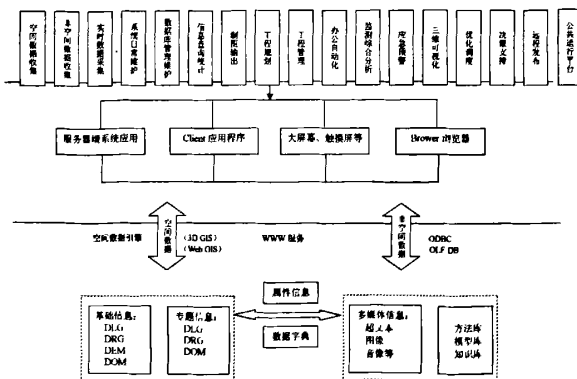 空间数据收集
非空间数据收集
实时数据采集
系统日常维护
数据库管理维护
信息查询统计
制图输出
工程规划
工程管理
办公自动化
监测综合分析
应急报警
三维可视化
优化调度
决策支持
远程发布
公共运行平台
服务器端系统应用
Client 应用程序
大屏幕、触摸屏等
Brower 浏览器
空间数据引擎
空间数据
(3D GIS)
(Web GIS)
WWW 服务
非空间数据
ODBC
OLF DB
属性信息
数据字典
基础信息:
DLG
DRG
DEM
DOM
专题信息:
DLG
DRG
DOM
多媒体信息:
超文本
图像
音像等
方法库
模型库
知识库